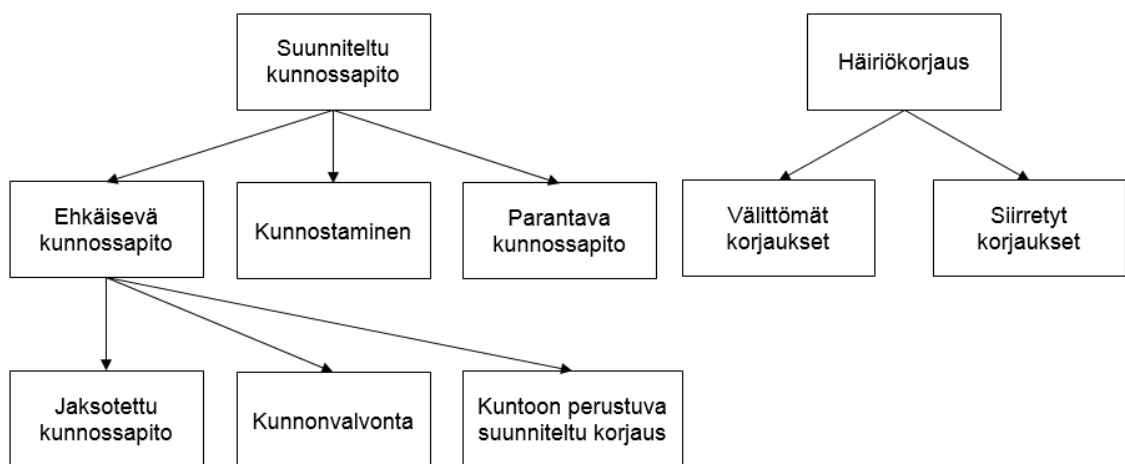 Suunniteltu
kunnossapito
Häiriökorjaus
Ehkäisevä
kunnossapito
Kunnostaminen
Parantava
kunnossapito
Välittömät
korjaukset
Siirretyt
korjaukset
Jaksotettu
kunnossapito
Kunnonvalvonta
Kuntoon perustuva
suunniteltu korjaus